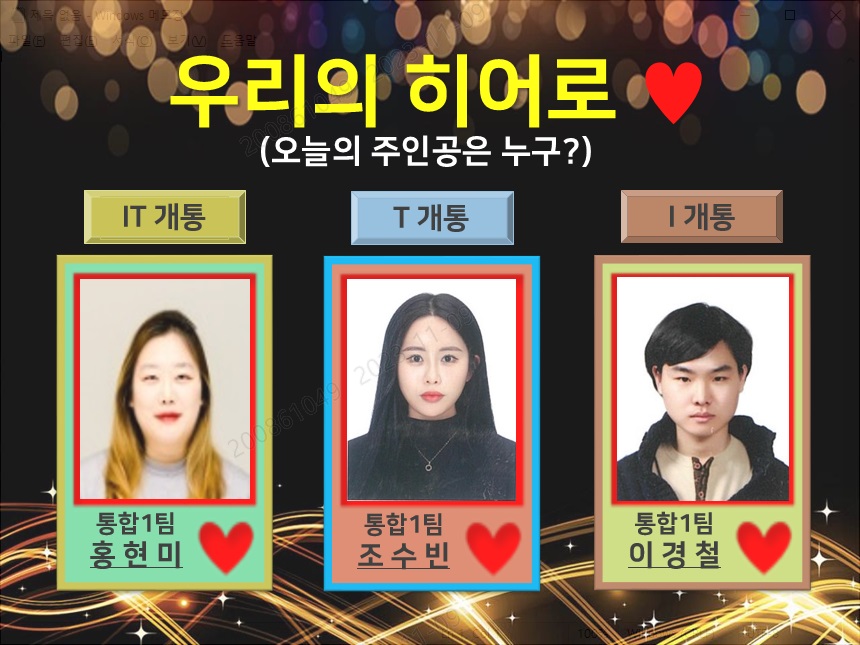 우리의 히어로
(오늘의 주인공은 누구?)
IT 개통
T 개통
I 개통
통합1팀
홍 현 미
통합1팀
조 수 빈
통합1팀
이 경 철
200861049